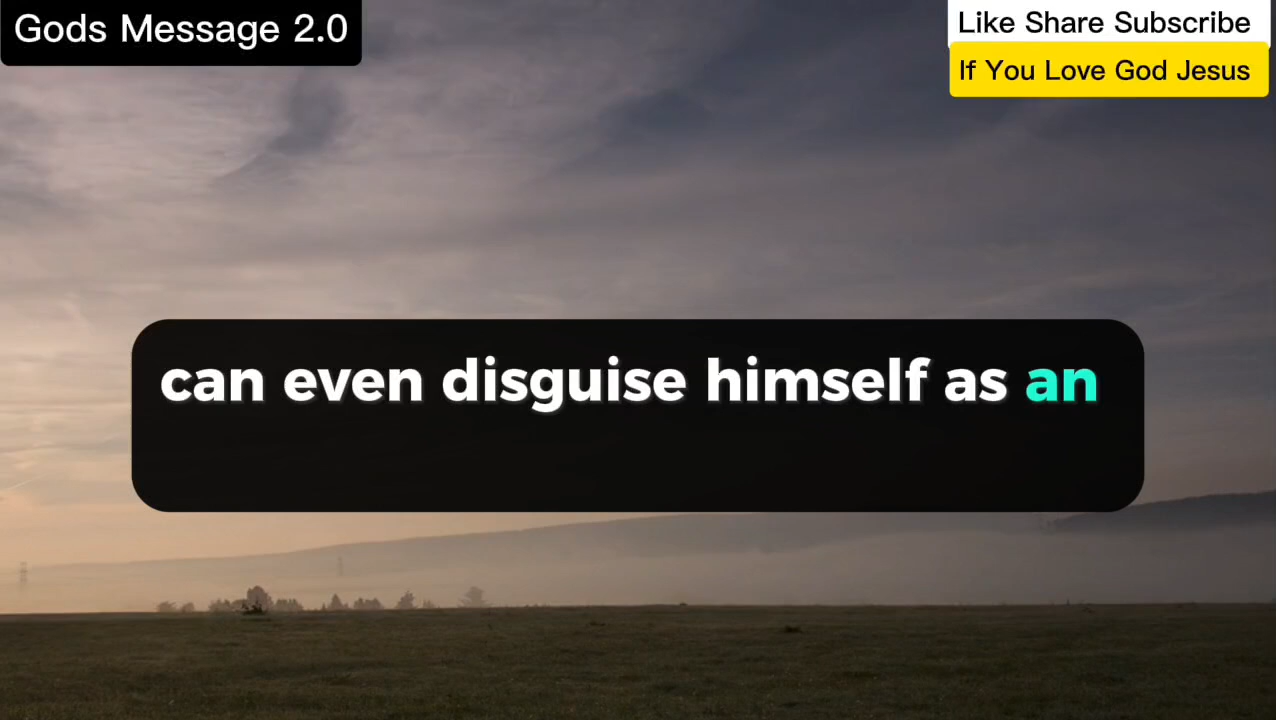 Gods Message 2.0
Like Share Subscribe
If You Love God Jesus
can even disguise himself as an